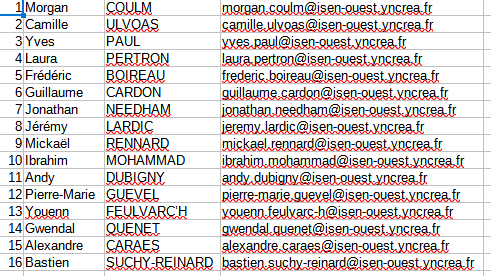 1 Morgan COULM morgan.coulm@isen-ouest.yncrea.fr
2 Camille ULVOAS camille.ulvoas@isen-ouest.yncrea.fr
3 Yves PAUL yves.paul@isen-ouest.yncrea.fr
4 Laura PERTRON laura.pertron@isen-ouest.yncrea.fr
5 Frédéric BOIREAU frederic.boireau@isen-ouest.yncrea.fr
6 Guillaume CARDON guillaume.cardon@isen-ouest.yncrea.fr
7 Jonathan NEEDHAM jonathan.needham@isen-ouest.yncrea.fr
8 Jérémy LARDIC jeremy.lardic@isen-ouest.yncrea.fr
9 Mickaël RENNARD mickael.rennard@isen-ouest.yncrea.fr
10 Ibrahim MOHAMMAD ibrahim.mohammad@isen-ouest.yncrea.fr
11 Andy DUBIGNY andy.dubigny@isen-ouest.yncrea.fr
12 Pierre-Marie GUEVEL pierre-marie.guevel@isen-ouest.yncrea.fr
13 Youenn FEULVARC'H youenn.feulvarc-h@isen-ouest.yncrea.fr
14 Gwendal QUENET gwendal.quenet@isen-ouest.yncrea.fr
15 Alexandre CARAES alexandre.caraes@isen-ouest.yncrea.fr
16 Bastien SUCHY-REINARD bastien.suchy-reinard@isen-ouest.yncrea.fr